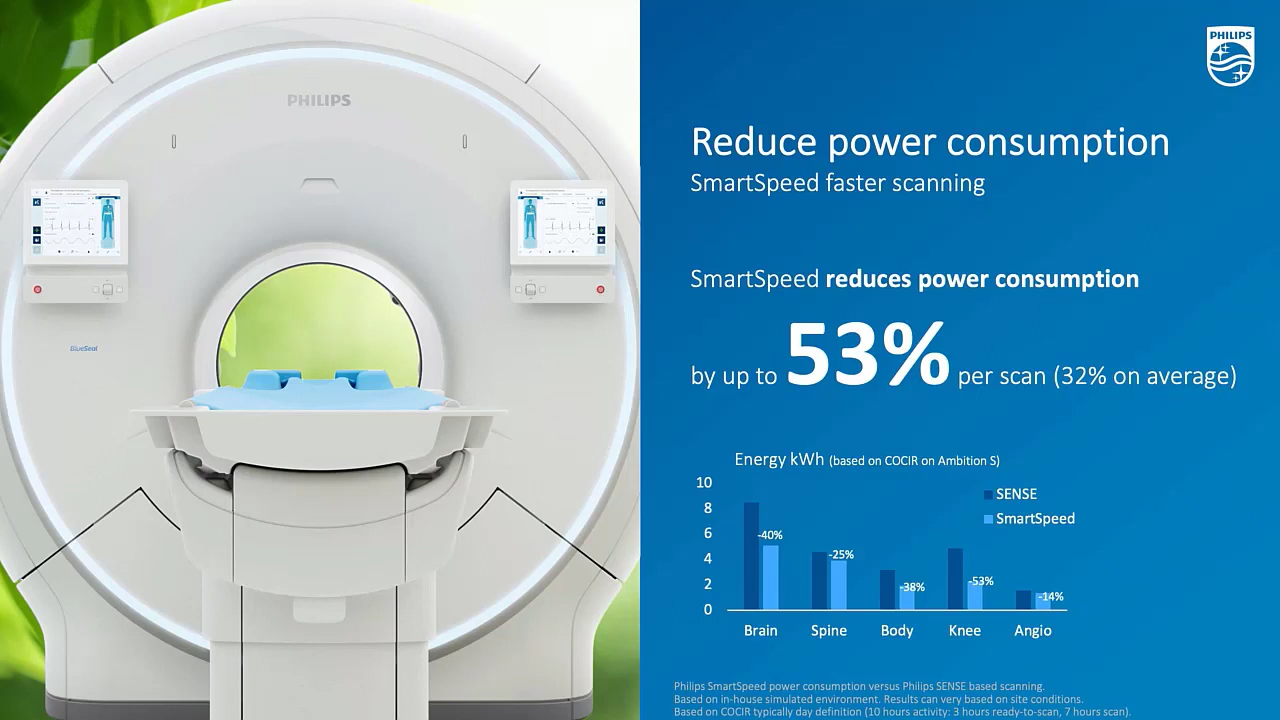 PHILIPS
BlueSeal
PHILIPS
Reduce power consumption
SmartSpeed faster scanning
SmartSpeed reduces power consumption
by up to 53% per scan (32% on average)
Energy kWh (based on COCIR on Ambition S)
10
8
6
4
2
0
SENSE
SmartSpeed
-40%
-25%
-38%
-53%
-14%
Brain Spine Body Knee Angio
Philips SmartSpeed power consumption versus Philips SENSE based scanning.
Based on in-house simulated environment. Results can very based on site conditions.
Based on COCIR typically day definition (10 hours activity: 3 hours ready-to-scan, 7 hours scan).